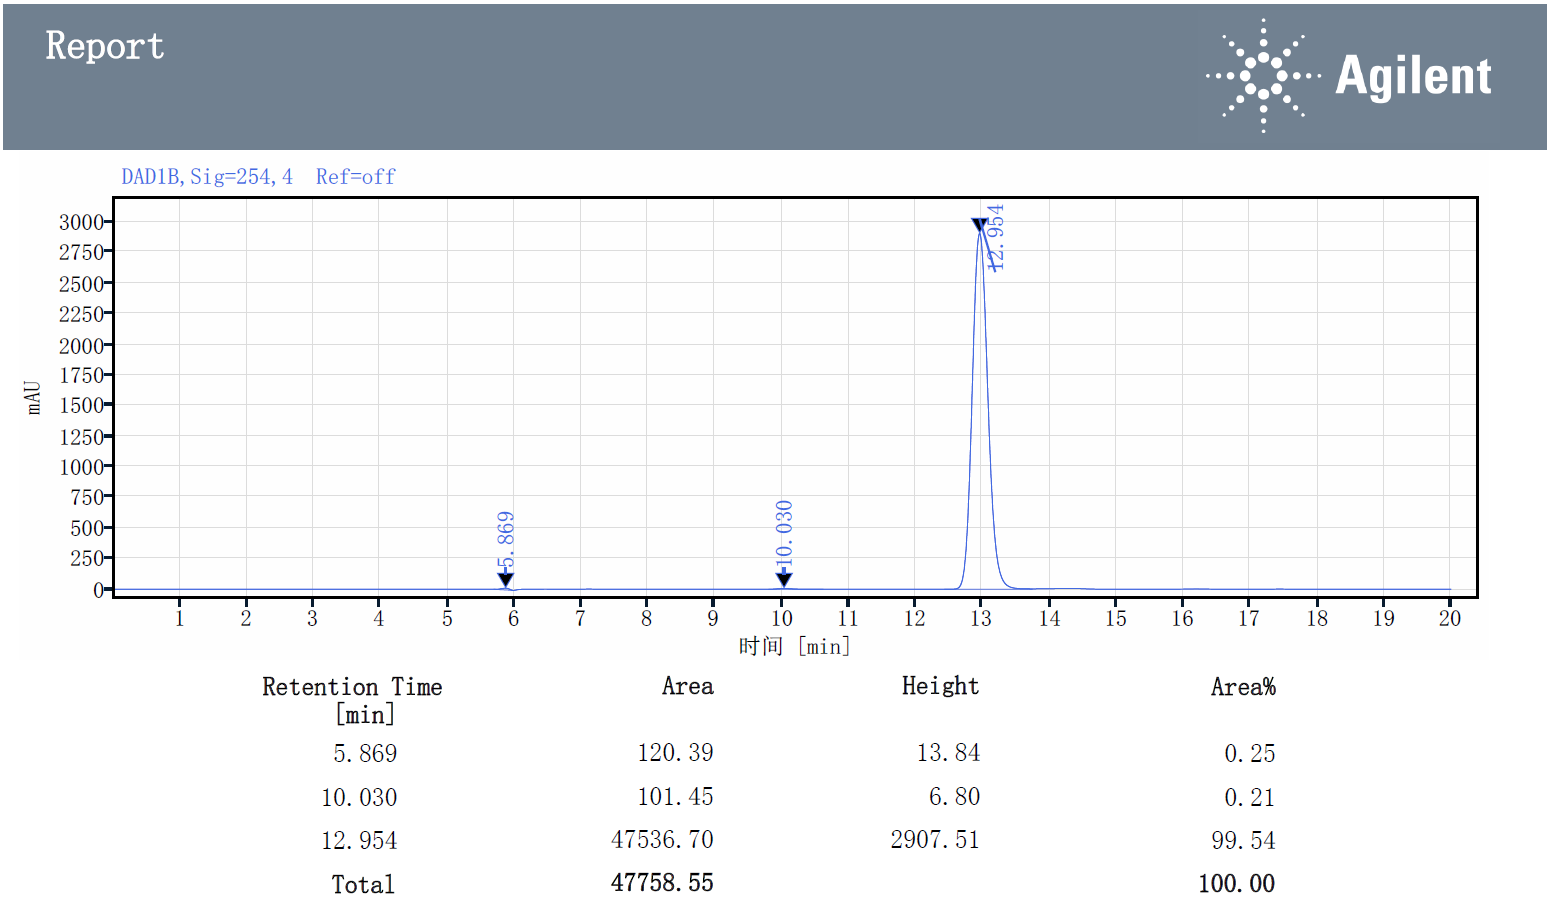 Report
Agilent
DAD1B,Sig=254,4  Ref=off
3000
2750
2500
2250
2000
1750
1500
1250
1000
750
500
250
0
mAU
5.869
10.030
12.954
1 2 3 4 5 6 7 8 9 10 11 12 13 14 15 16 17 18 19 20
时间 [min]
Retention Time Area Height Area%
[min]
5.869 120.39 13.84 0.25
10.030 101.45 6.80 0.21
12.954 47536.70 2907.51 99.54
Total 47758.55 100.00